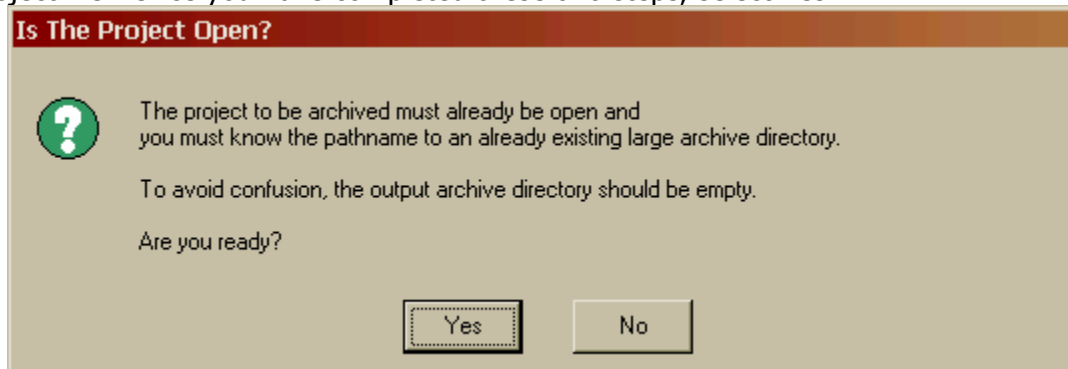 Is The Project Open?
The project to be archived must already be open and
you must know the pathname to an already existing large archive directory.
To avoid confusion, the output archive directory should be empty.
Are you ready?
Yes No